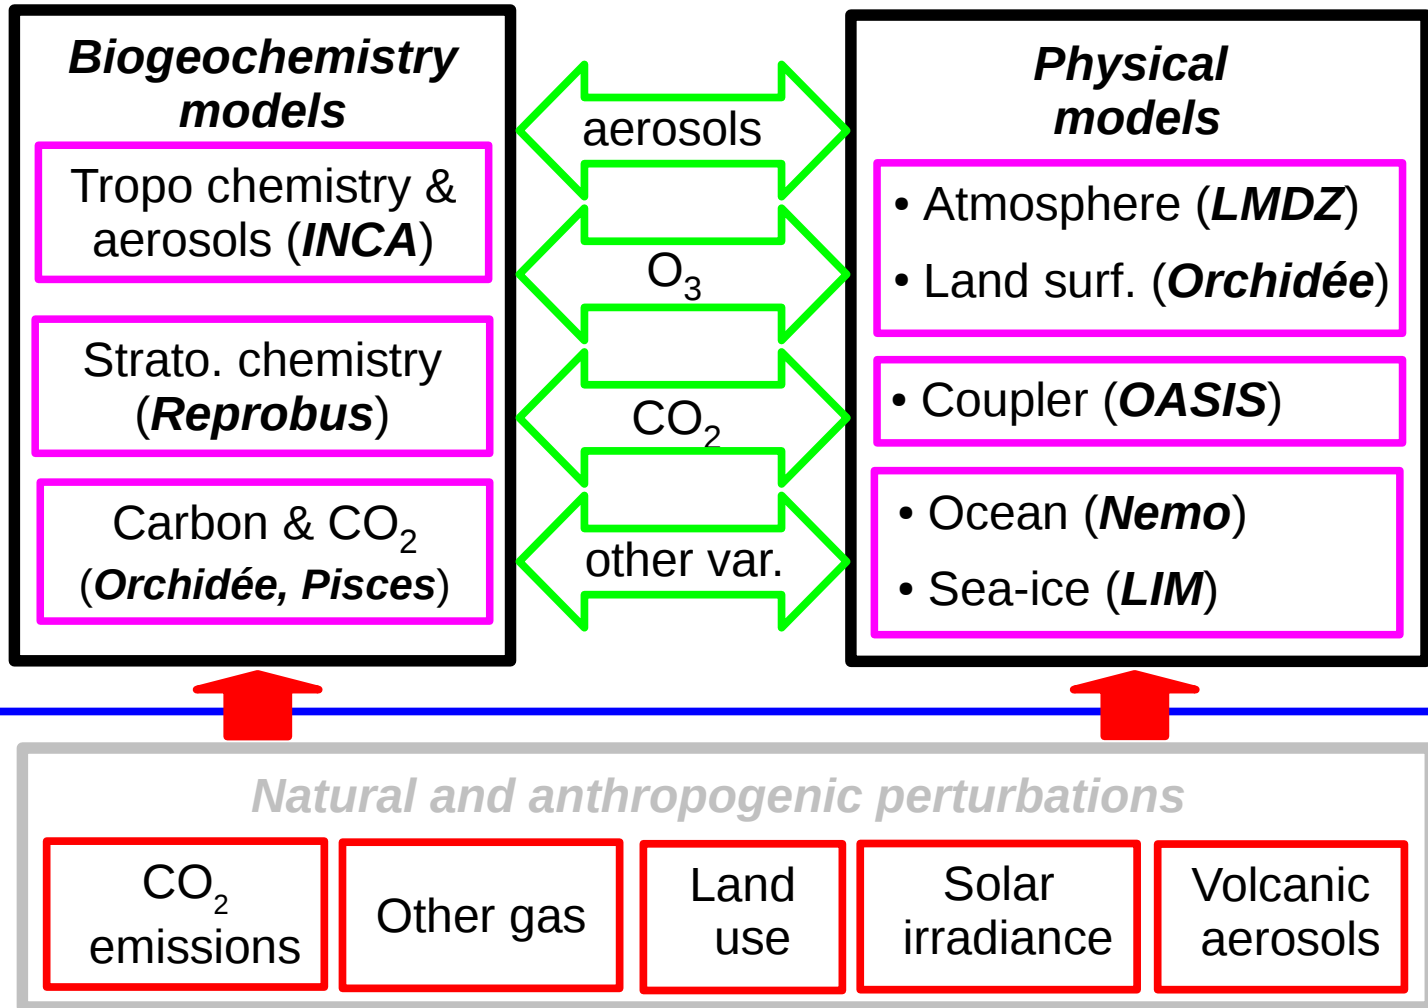 Biogeochemistry
models
Tropo chemistry &
aerosols (INCA)
Strato. chemistry
(Reprobus)
Carbon & CO₂
(Orchidée, Pisces)
aerosols
O₃
CO₂
other var.
Physical
models
• Atmosphere (LMDZ)
• Land surf. (Orchidée)
• Coupler (OASIS)
• Ocean (Nemo)
• Sea-ice (LIM)
Natural and anthropogenic perturbations
CO₂
emissions
Other gas
Land
use
Solar
irradiance
Volcanic
aerosols